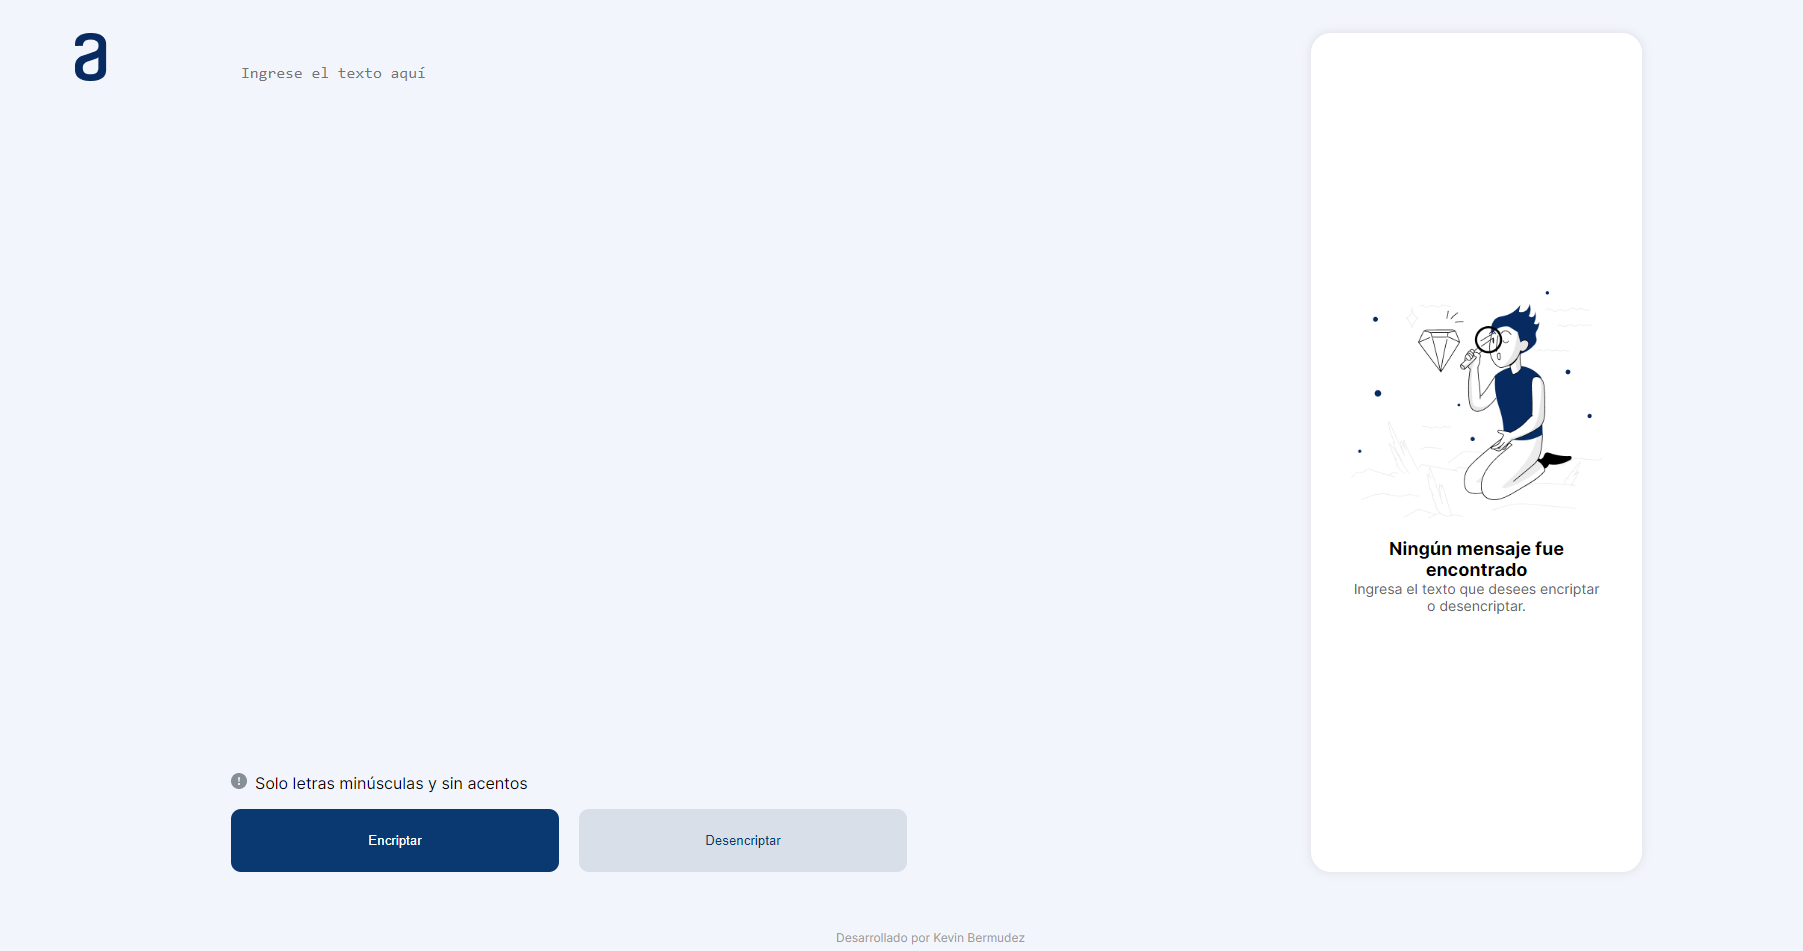 a
Ingrese el texto aquí
Ningún mensaje fue
encontrado
Ingresa el texto que desees encriptar
o desencriptar.
Solo letras minúsculas y sin acentos
Encriptar
Desencriptar
Desarrollado por Kevin Bermudez